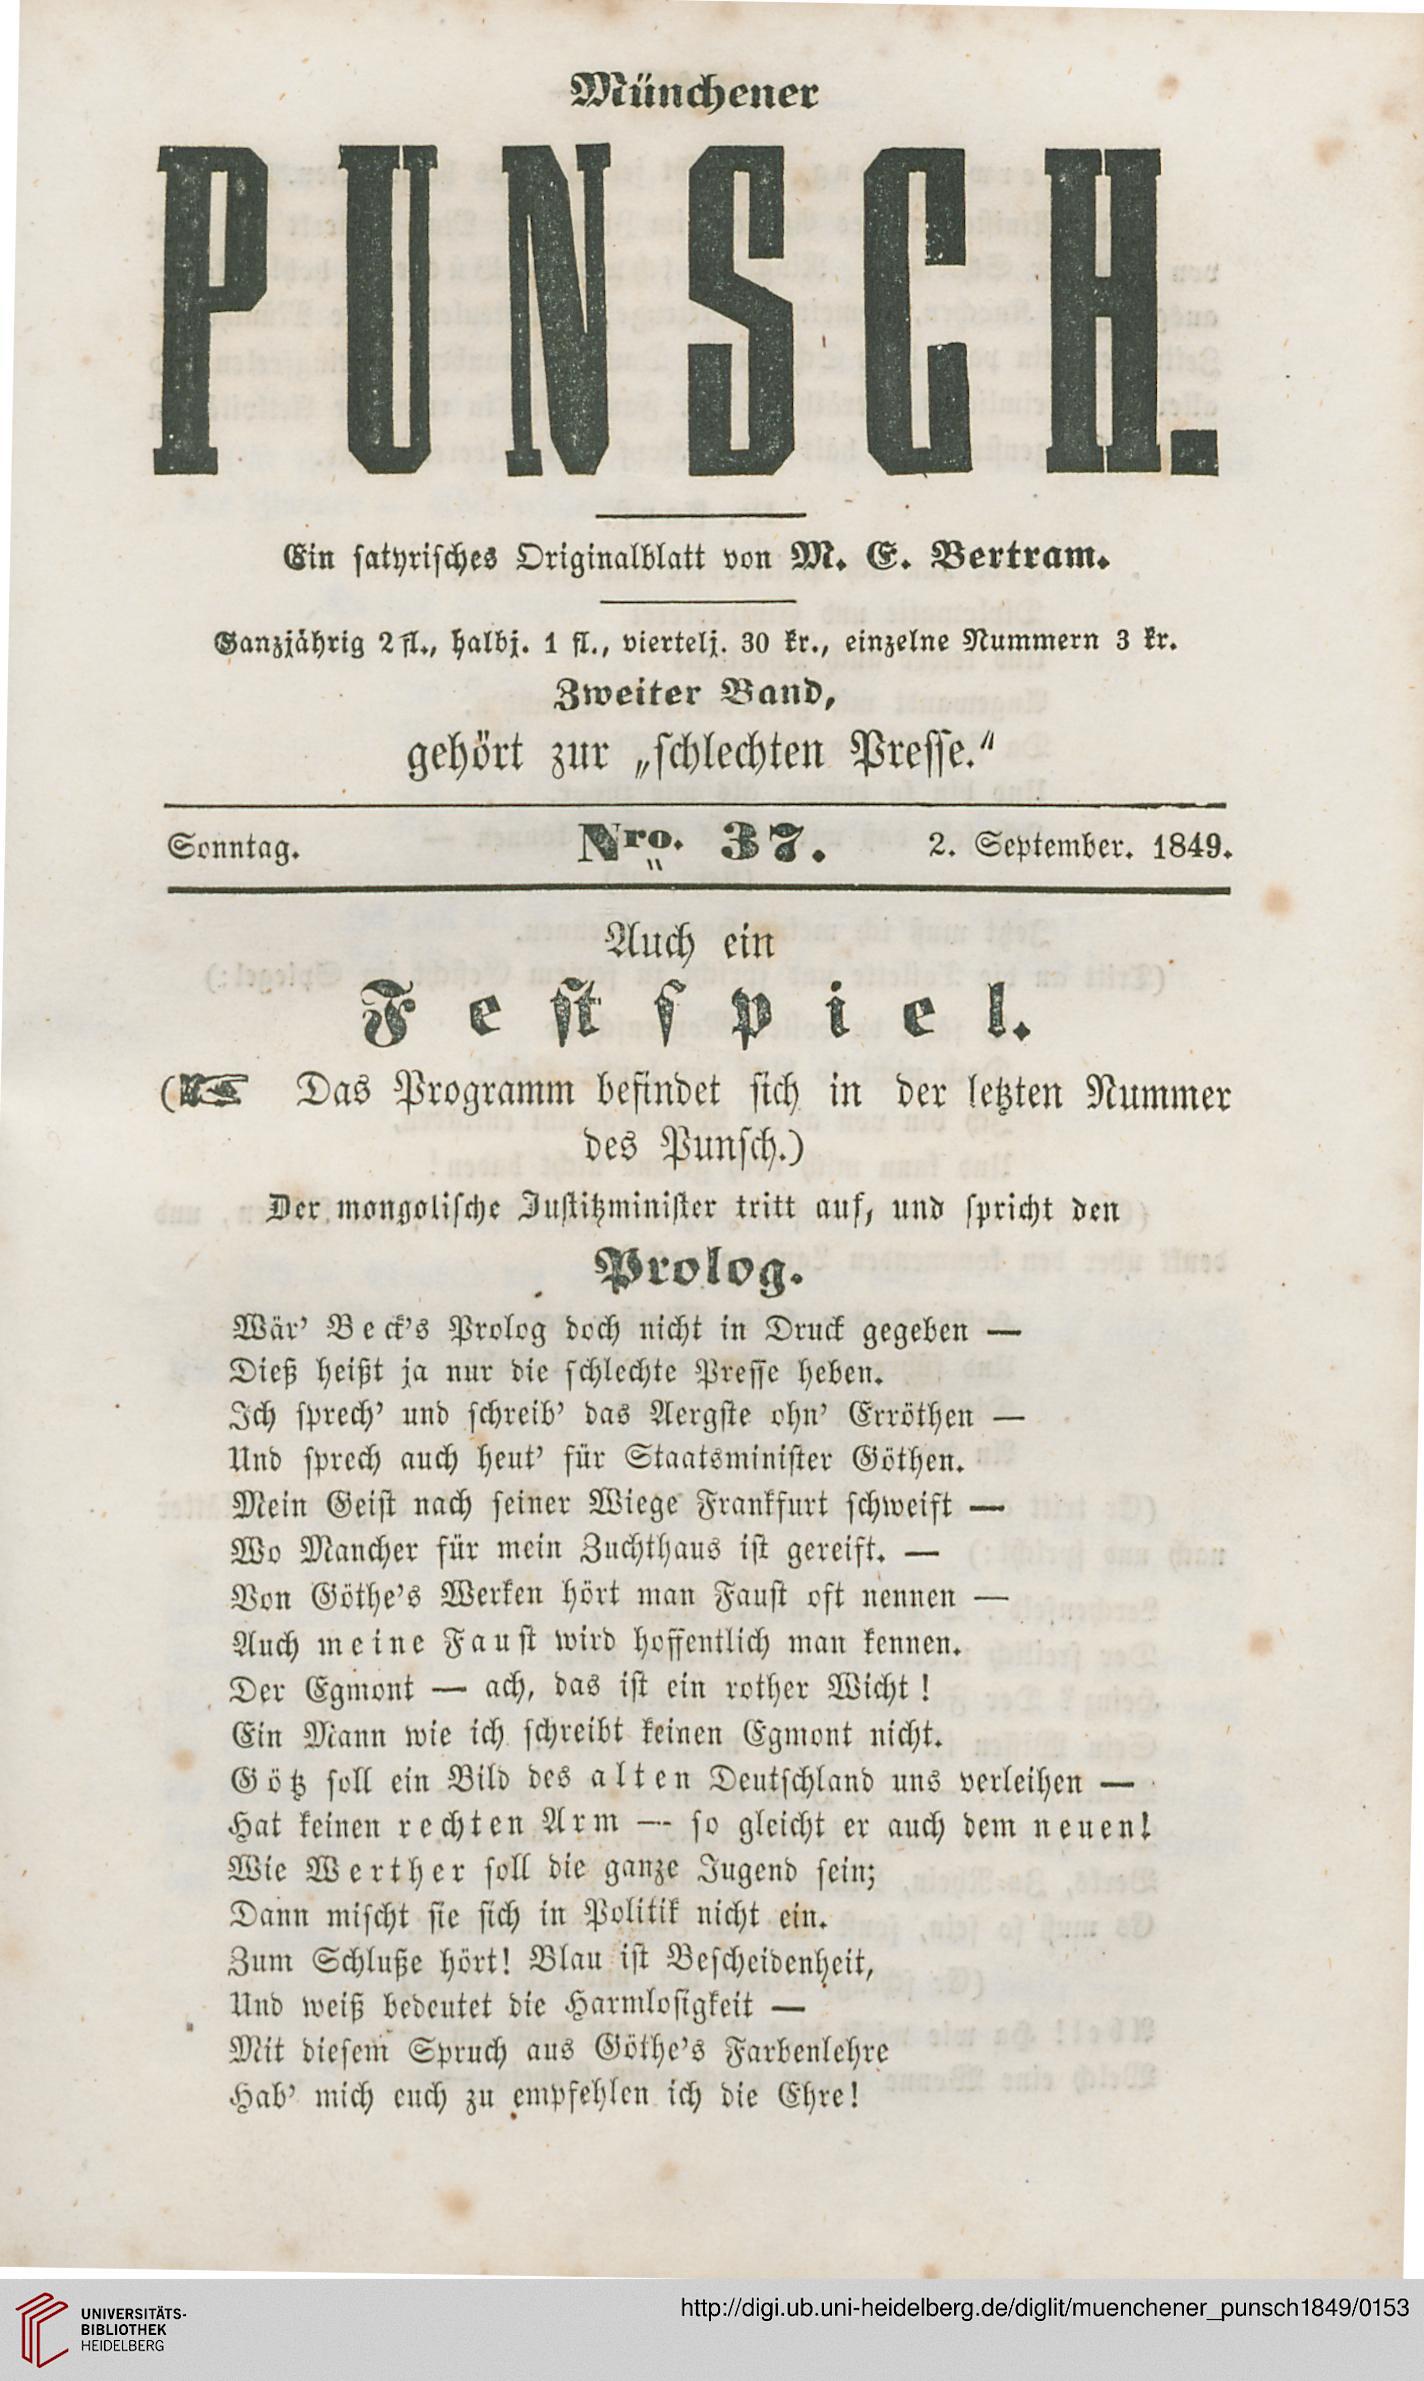 Münchener
PUNSCH.
Ein satyrisches Originalblatt von M. E. Bertram.
Ganzjährig 2 fl., halbj. 1 fl., viertelj. 30 kr., einzelne Nummern 3 kr.
Zweiter Band,
gehört zur „schlechten Presse."
Sonntag. Nro. 37. 2. September. 1849.
Auch ein
Festspiel.
(☞ Das Programm befindet sich in der letzten Nummer
des Punsch.)
Der mongolische Justitzminister tritt auf, und spricht den
Prolog.
Wär' Beck's Prolog doch nicht in Druck gegeben —
Dieß heißt ja nur die schlechte Presse heben.
Ich sprech' und schreib' das Aergste ohn' Erröthen —
Und sprech auch heut' für Staatsminister Göthen.
Mein Geist nach seiner Wiege Frankfurt schweift —
Wo Mancher für mein Zuchthaus ist gereift. —
Von Göthe's Werken hört man Faust oft nennen —
Auch meine Faust wird hoffentlich man kennen.
Der Egmont — ach, das ist ein rother Wicht!
Ein Mann wie ich schreibt keinen Egmont nicht.
Götz soll ein Bild des alten Deutschland uns verleihen —
Hat keinen rechten Arm — so gleicht er auch dem neuen!
Wie Werther soll die ganze Jugend sein;
Dann mischt sie sich in Politik nicht ein.
Zum Schluße hört! Blau ist Bescheidenheit,
Und weiß bedeutet die Harmlosigkeit —
Mit diesem Spruch aus Göthe's Farbenlehre
Hab' mich euch zu empfehlen ich die Ehre!
UNIVERSITÄTS-
BIBLIOTHEK
HEIDELBERG
http://digi.ub.uni-heidelberg.de/diglit/muenchener_punsch1849/0153